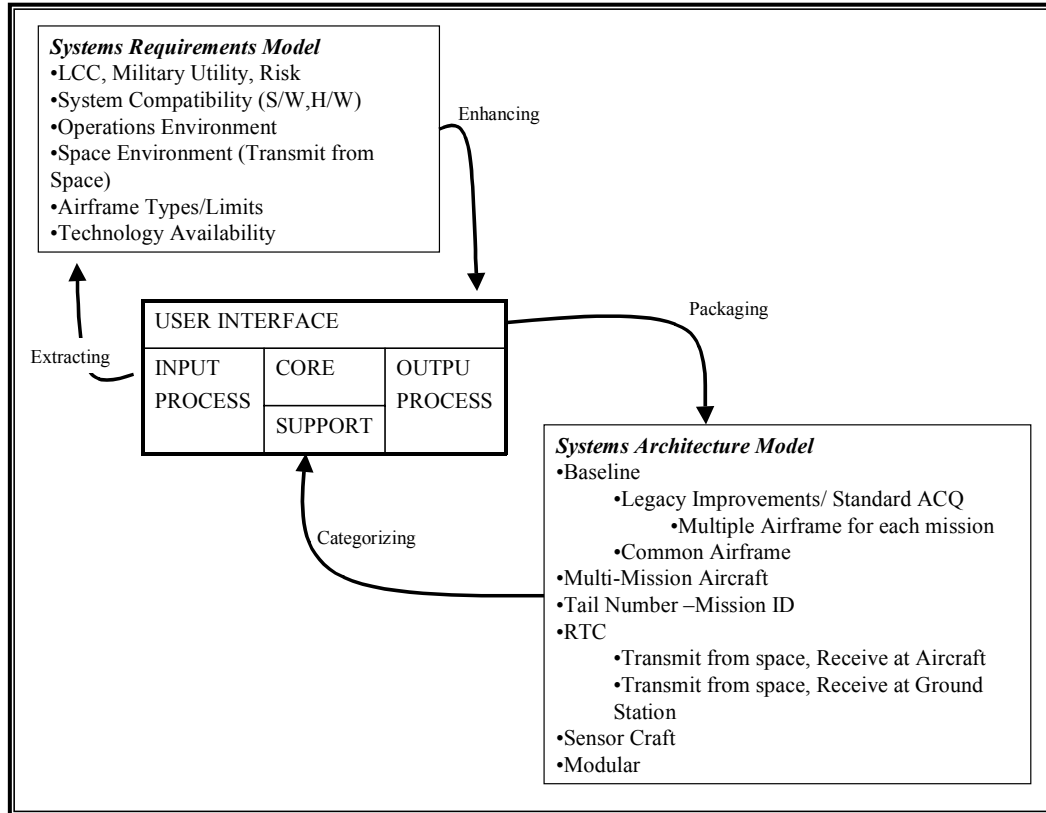 Systems Requirements Model
•LCC, Military Utility, Risk
•System Compatibility (S/W,H/W)
•Operations Environment
•Space Environment (Transmit from
Space)
•Airframe Types/Limits
•Technology Availability
Enhancing
Extracting
USER INTERFACE
INPUT
PROCESS
CORE
SUPPORT
OUTPU
PROCESS
Packaging
Categorizing
Systems Architecture Model
•Baseline
•Legacy Improvements/ Standard ACQ
•Multiple Airframe for each mission
•Common Airframe
•Multi-Mission Aircraft
•Tail Number –Mission ID
•RTC
•Transmit from space, Receive at Aircraft
•Transmit from space, Receive at Ground
Station
•Sensor Craft
•Modular